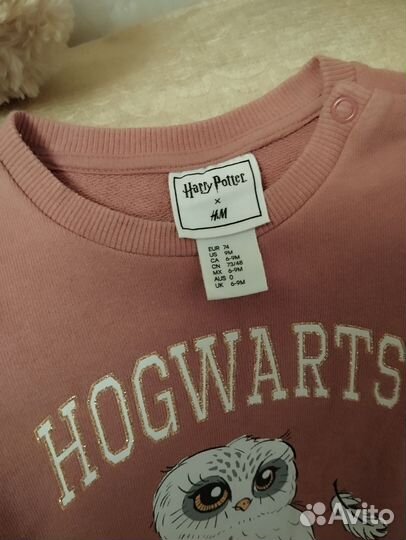 Harry Potter
×
H&M
EUR 74
US 9M
CA 6-9M
CN 73/48
MX 6-9M
AUS 0
UK 6-9M
HOGWARTS
Avito